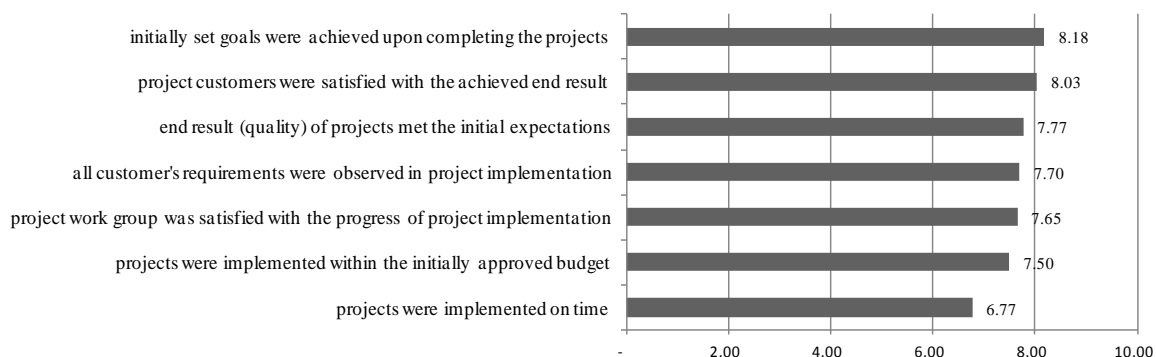 initially set goals were achieved upon completing the projects 8.18
project customers were satisfied with the achieved end result 8.03
end result (quality) of projects met the initial expectations 7.77
all customer's requirements were observed in project implementation 7.70
project work group was satisfied with the progress of project implementation 7.65
projects were implemented within the initially approved budget 7.50
projects were implemented on time 6.77
- 2.00 4.00 6.00 8.00 10.00